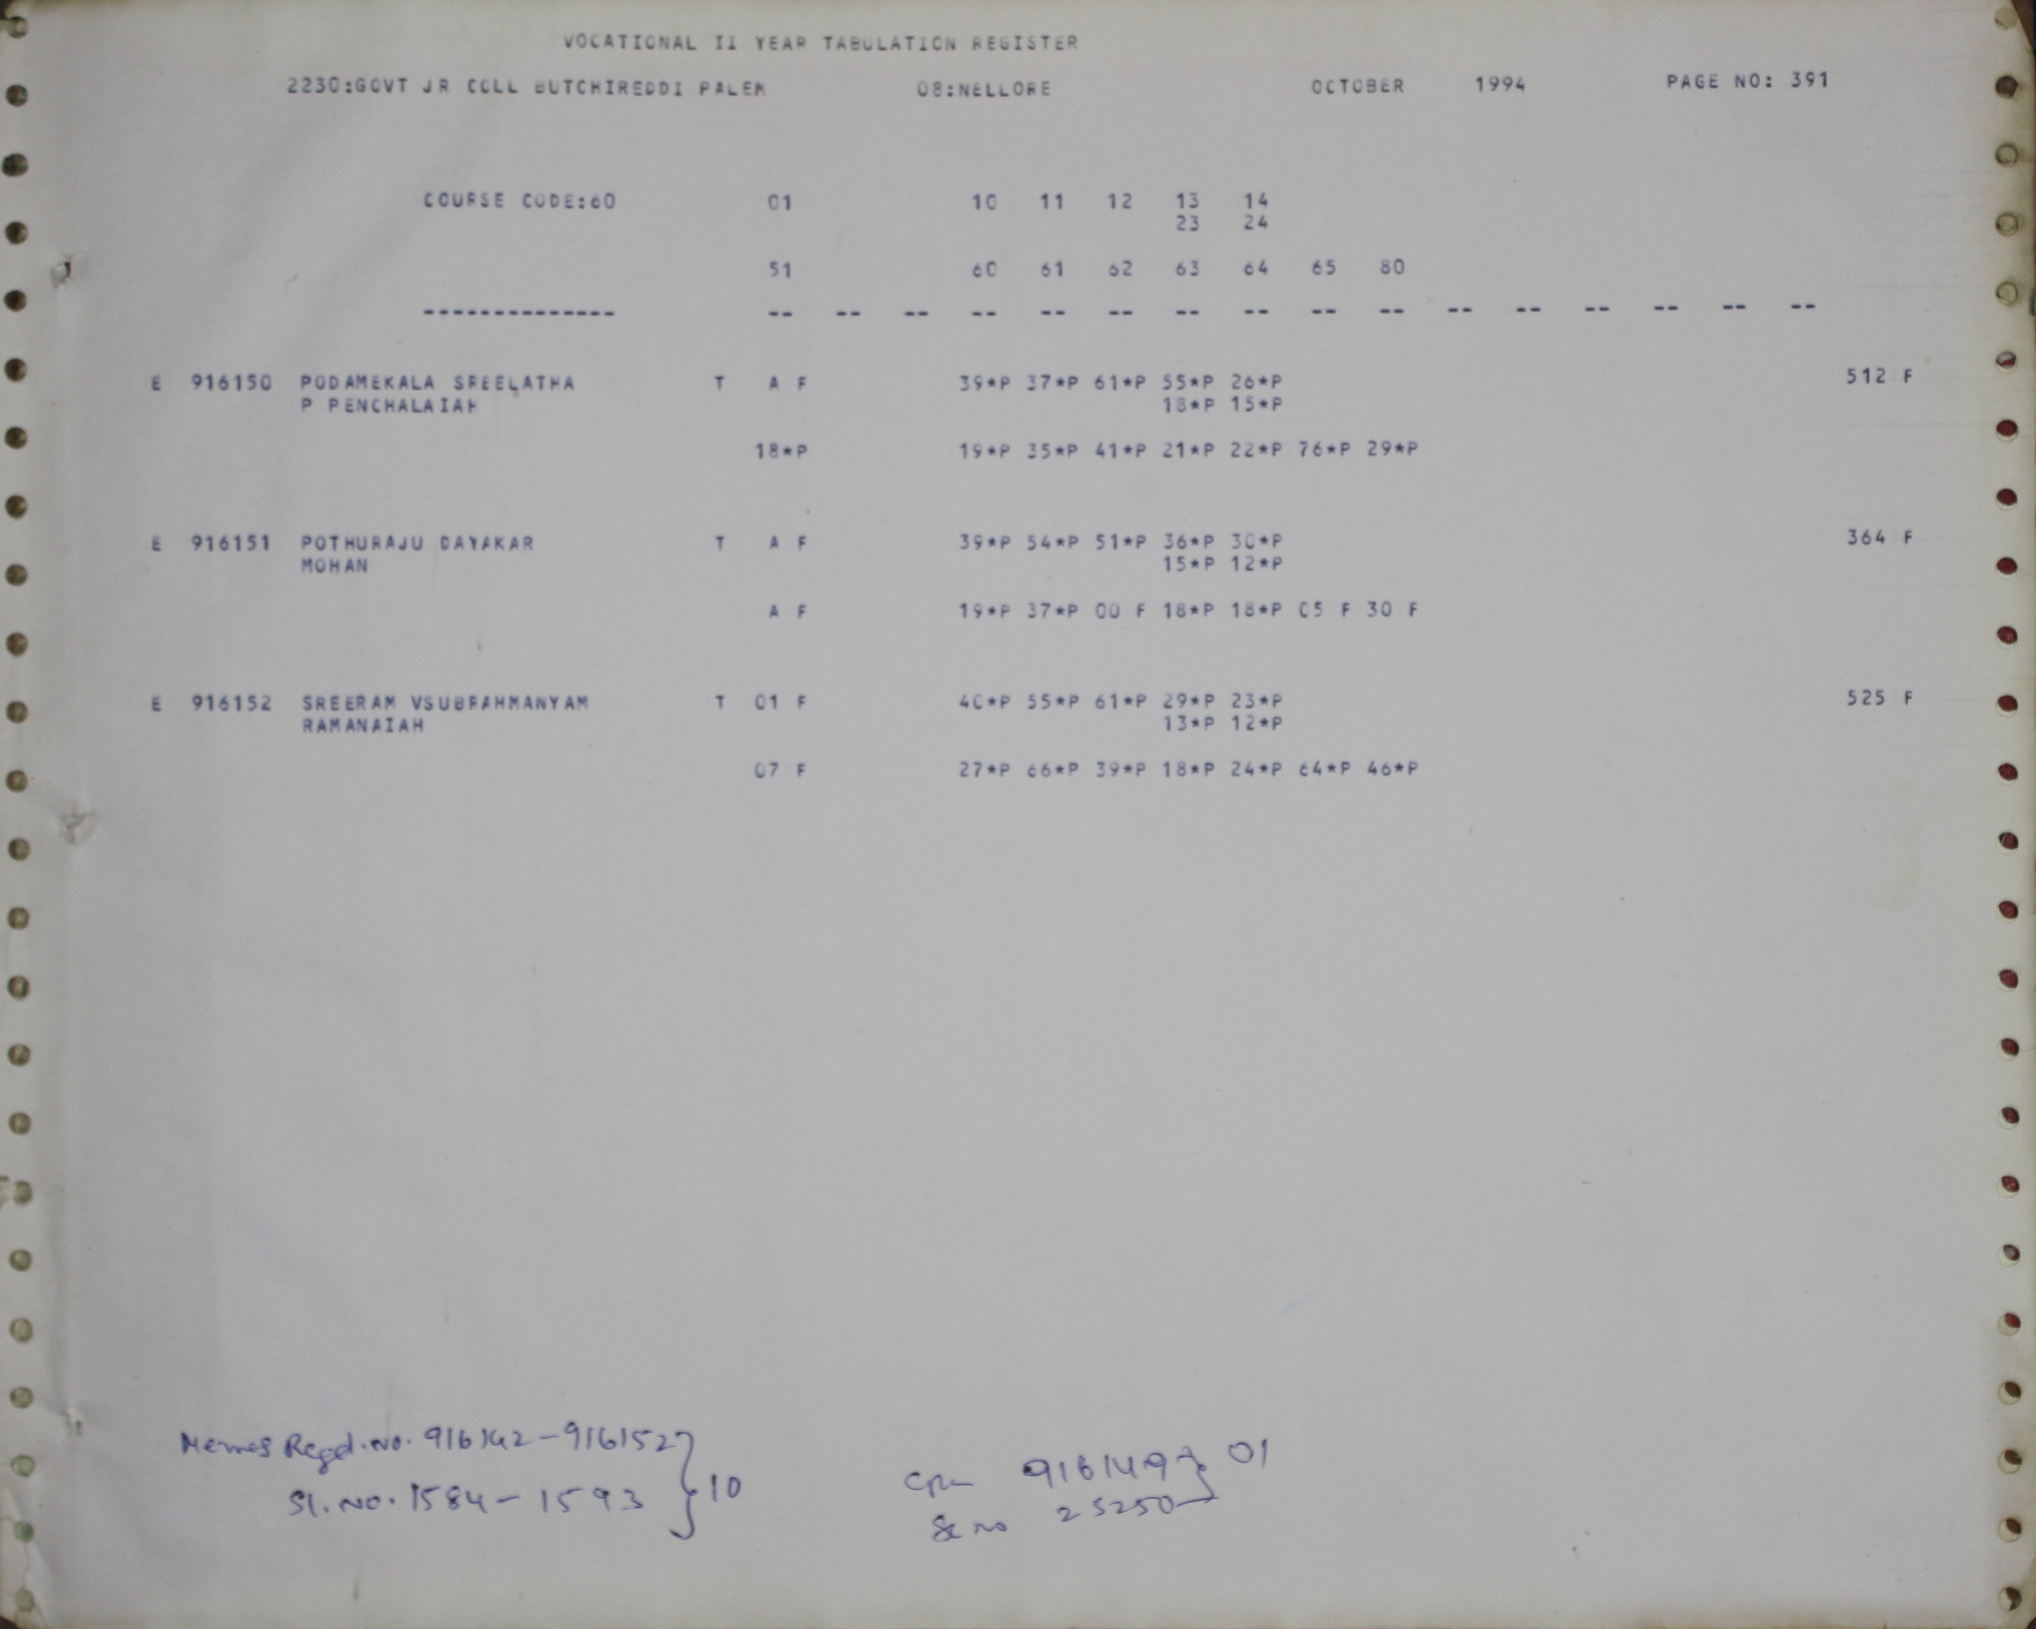 VOCATIONAL II YEAR TABULATION REGISTER
2230:GOVT JR COLL BUTCHIREDDI PALEM 08:NELLORE OCTOBER 1994 PAGE NO: 391
COURSE CODE:60 01 10 11 12 13 14
23 24
51 60 61 62 63 64 65 80
-------------- -- -- -- -- -- -- -- -- -- -- -- -- -- -- -- --
E 916150 PODAMEKALA SREELATHA T A F 39*P 37*P 61*P 55*P 26*P 512 F
P PENCHALAIAH 18*P 15*P
18*P 19*P 35*P 41*P 21*P 22*P 76*P 29*P
E 916151 POTHURAJU DAYAKAR T A F 39*P 54*P 51*P 36*P 30*P 364 F
MOHAN 15*P 12*P
A F 19*P 37*P 00 F 18*P 18*P 05 F 30 F
E 916152 SREERAM VSUBRAHMANYAM T 01 F 40*P 55*P 61*P 29*P 23*P 525 F
RAMANAIAH 13*P 12*P
07 F 27*P 66*P 39*P 18*P 24*P 64*P 46*P
Memos Regd. No. 916142-916152 } 10
Sl. No. 1584-1593
916149 } 01
no 25250